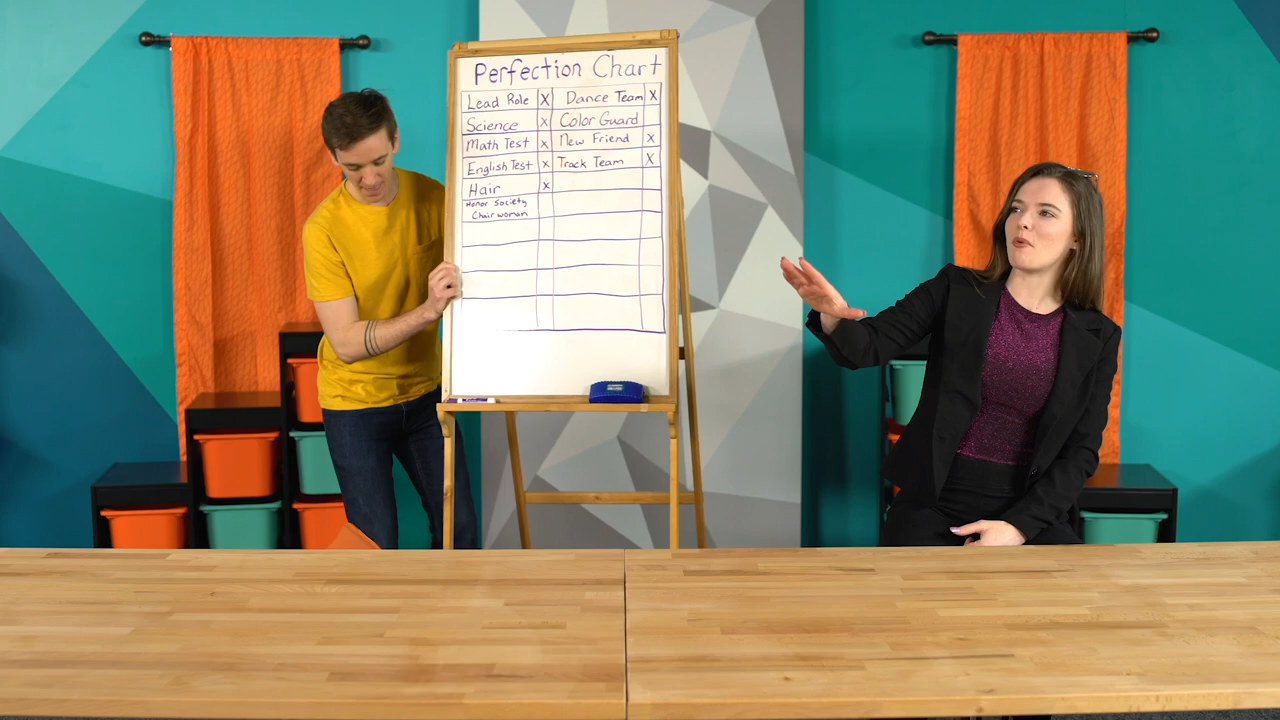 Perfection Chart
Lead Role X Dance Team X
Science X Color Guard
Math Test X New Friend X
English Test X Track Team X
Hair X
Honor Society
Chair woman